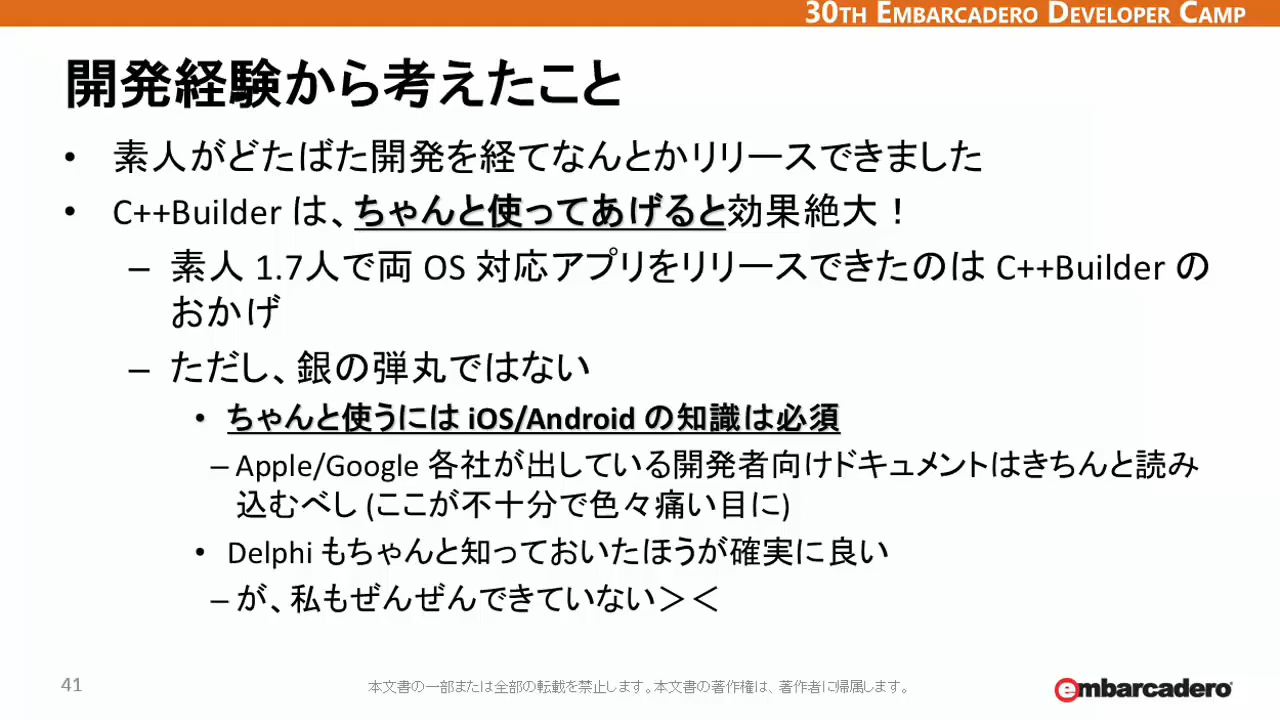 30TH EMBARCADERO DEVELOPER CAMP
開発経験から考えたこと
• 素人がどたばた開発を経てなんとかリリースできました
• C++Builder は、ちゃんと使ってあげると効果絶大！
– 素人 1.7人で両 OS 対応アプリをリリースできたのは C++Builder の
おかげ
– ただし、銀の弾丸ではない
• ちゃんと使うには iOS/Android の知識は必須
– Apple/Google 各社が出している開発者向けドキュメントはきちんと読み
込むべし (ここが不十分で色々痛い目に)
• Delphi もちゃんと知っておいたほうが確実に良い
– が、私もぜんぜんできていない＞＜
41
本文書の一部または全部の転載を禁止します。本文書の著作権は、著作者に帰属します。
embarcadero